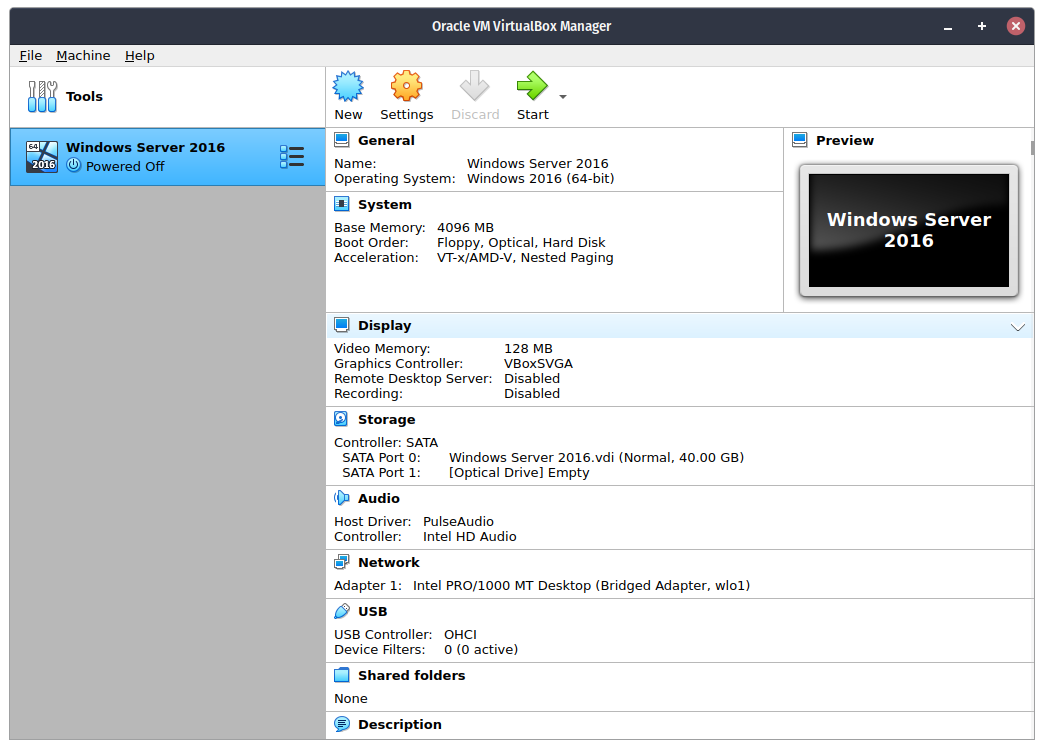 Oracle VM VirtualBox Manager
File Machine Help
Tools
New Settings Discard Start
64
2016
Windows Server 2016
Powered Off
General
Name: Windows Server 2016
Operating System: Windows 2016 (64-bit)
Preview
Windows Server
2016
System
Base Memory: 4096 MB
Boot Order: Floppy, Optical, Hard Disk
Acceleration: VT-x/AMD-V, Nested Paging
Display
Video Memory: 128 MB
Graphics Controller: VBoxSVGA
Remote Desktop Server: Disabled
Recording: Disabled
Storage
Controller: SATA
SATA Port 0: Windows Server 2016.vdi (Normal, 40.00 GB)
SATA Port 1: [Optical Drive] Empty
Audio
Host Driver: PulseAudio
Controller: Intel HD Audio
Network
Adapter 1: Intel PRO/1000 MT Desktop (Bridged Adapter, wlo1)
USB
USB Controller: OHCI
Device Filters: 0 (0 active)
Shared folders
None
Description